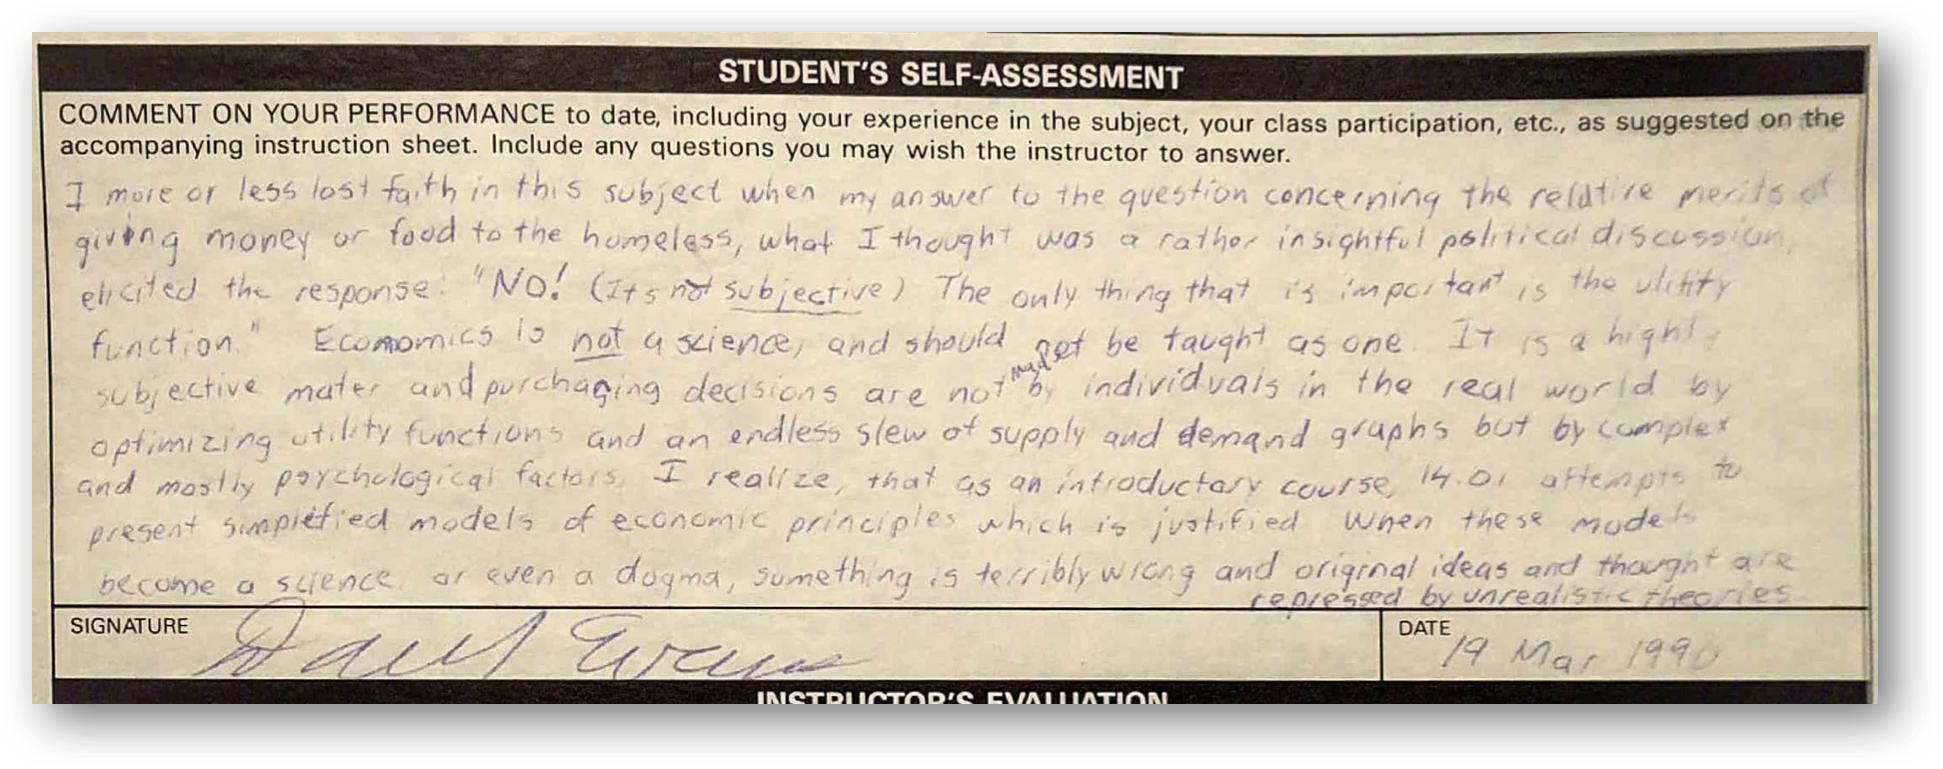 STUDENT'S SELF-ASSESSMENT
COMMENT ON YOUR PERFORMANCE to date, including your experience in the subject, your class participation, etc., as suggested on the
accompanying instruction sheet. Include any questions you may wish the instructor to answer.
I more or less lost faith in this subject when my answer to the question concerning the relative merits of
giving money or food to the homeless, what I thought was a rather insightful political discussion,
elicited the response: "No! (Its not subjective) The only thing that is important is the utility
function." Economics is not a science, and should not be taught as one. It is a highly
subjective mater and purchasing decisions are not made by individuals in the real world by
optimizing utility functions and an endless slew of supply and demand graphs but by complex
and mostly psychological factors. I realize, that as an introductory course, 14.01 attempts to
present simplified models of economic principles which is justified. When these models
become a science or even a dogma, something is terribly wrong and original ideas and thought are
repressed by unrealistic theories
SIGNATURE
Evans
DATE
19 Mar 1990
INSTRUCTOR'S EVALUATION